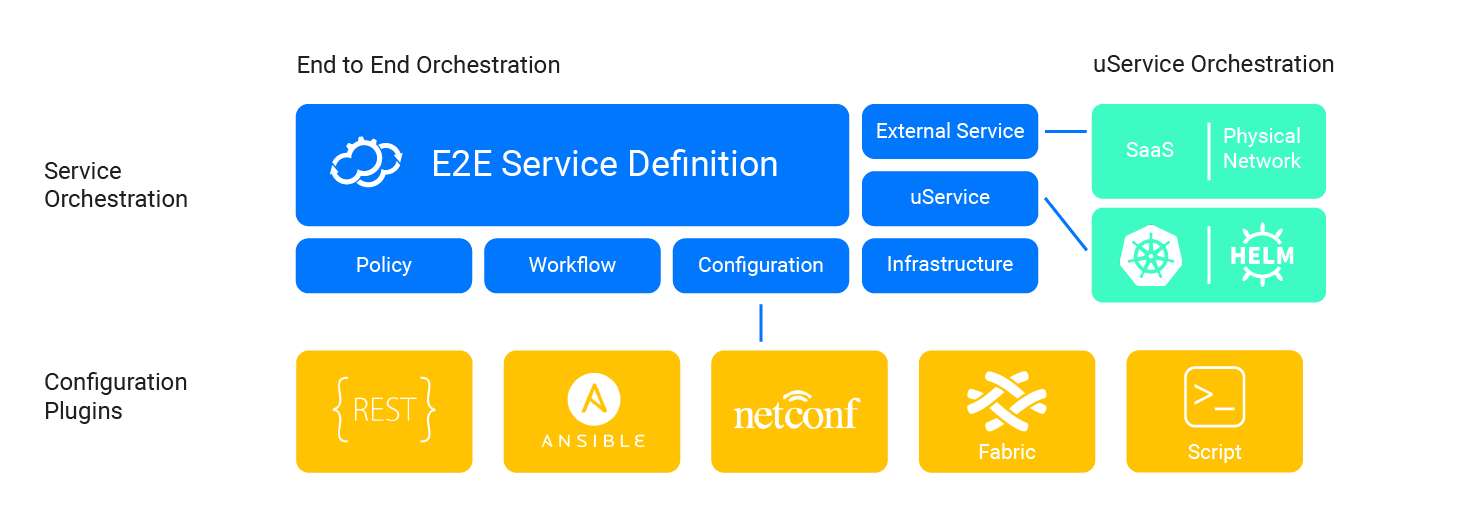 End to End Orchestration
uService Orchestration
Service
Orchestration
E2E Service Definition
External Service
uService
SaaS
Physical
Network
Policy
Workflow
Configuration
Infrastructure
HELM
Configuration
Plugins
{REST}
ANSIBLE
netconf
Fabric
>_
Script